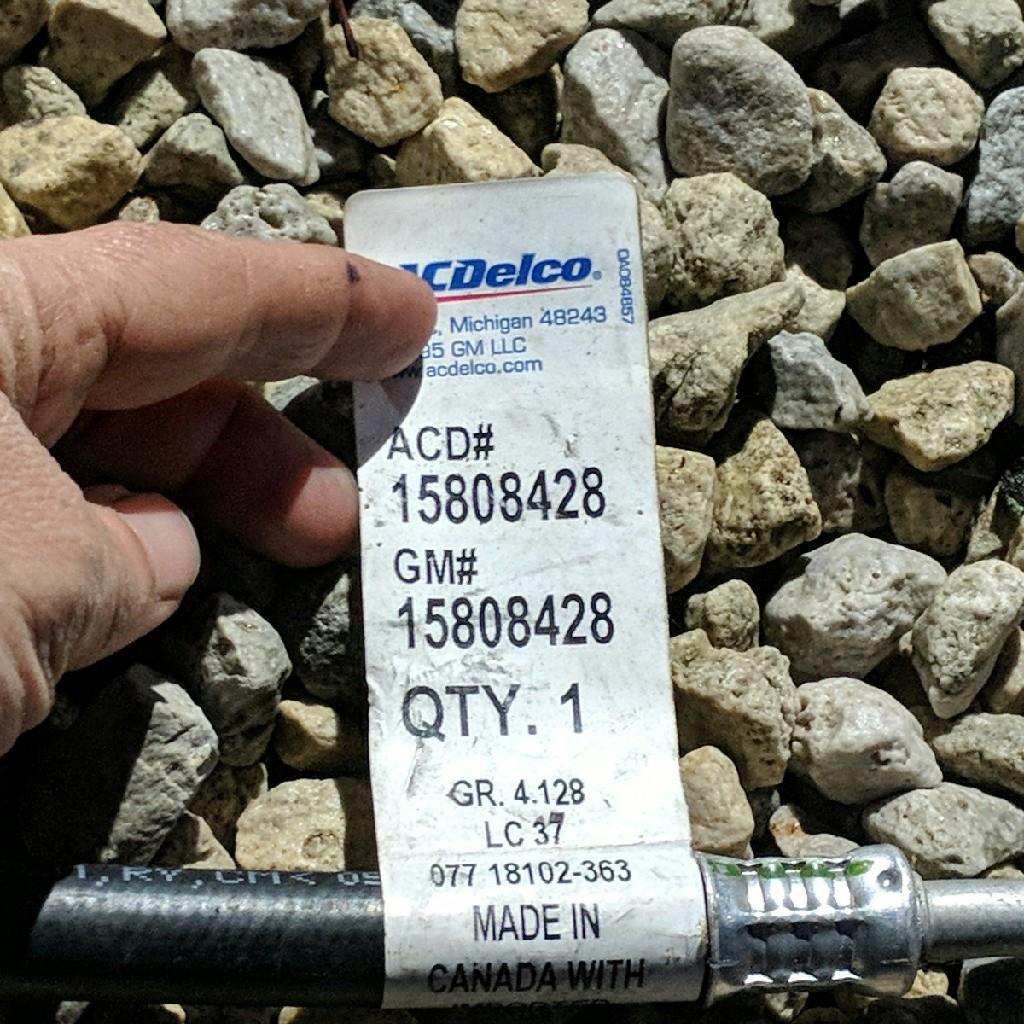 ACDelco®
Michigan 48243
GM LLC
acdelco.com
OAD84857
ACD#
15808428
GM#
15808428
QTY. 1
GR. 4.128
LC 37
077 18102-363
MADE IN
CANADA WITH